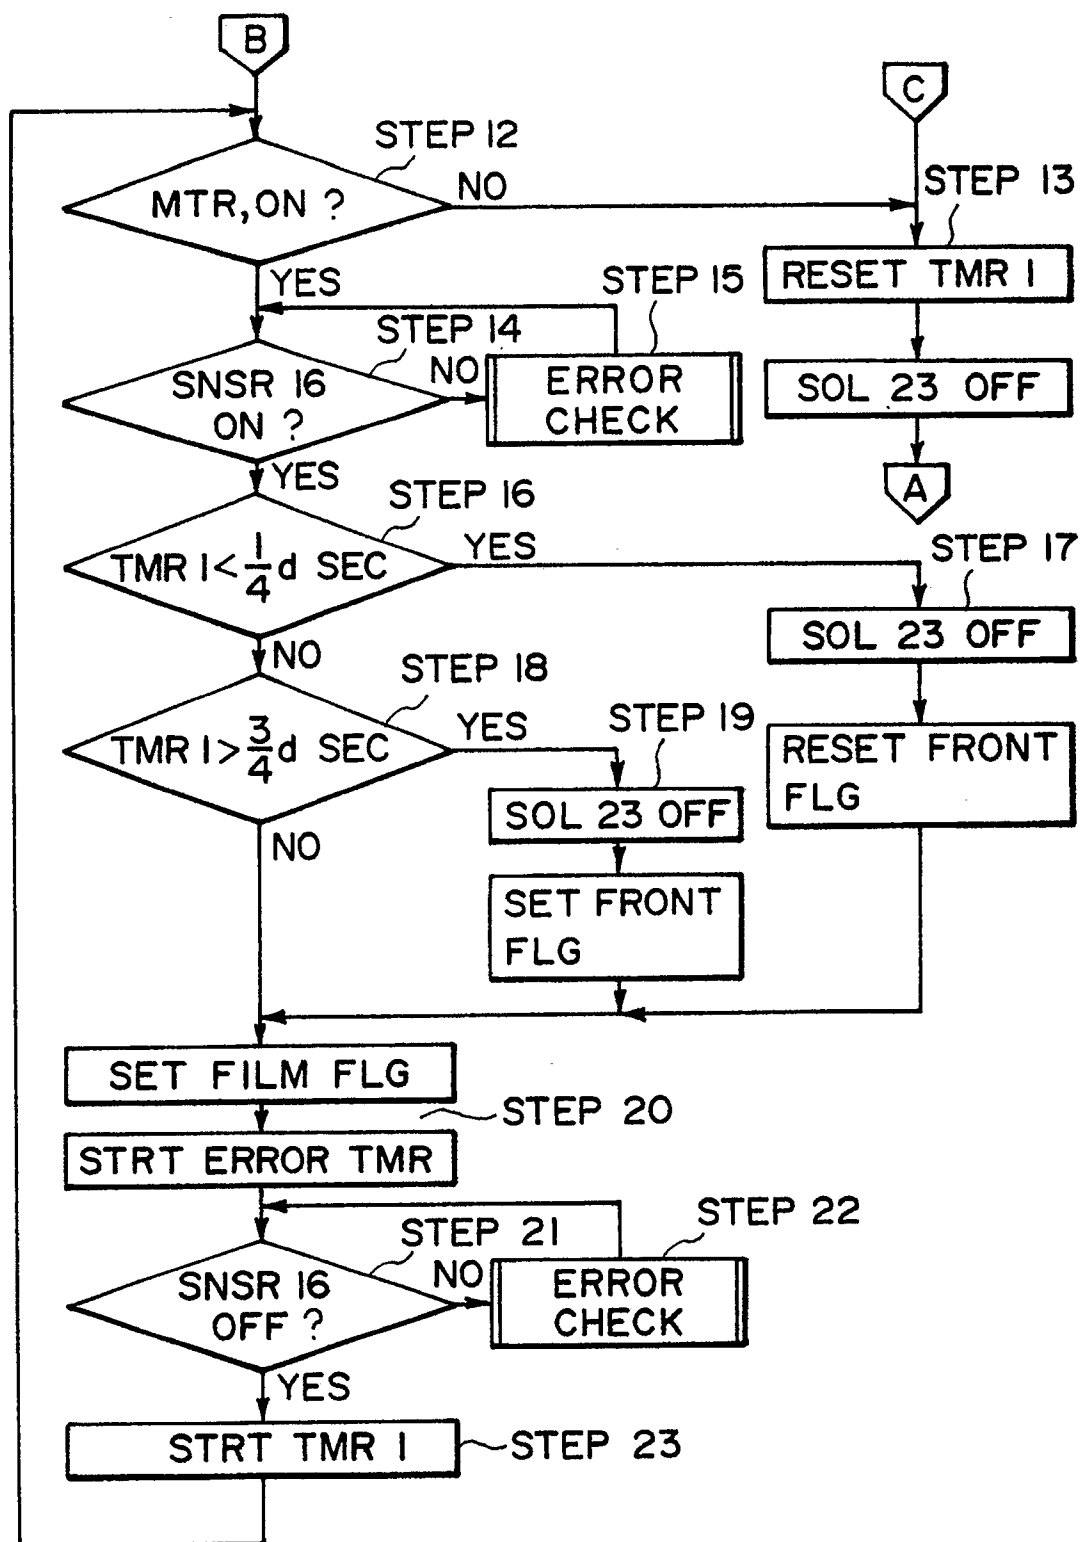 B
C
STEP 12
MTR, ON ?
NO
STEP 13
RESET TMR 1
YES
STEP 15
STEP 14
SNSR 16
ON ?
NO
ERROR
CHECK
SOL 23 OFF
YES
A
STEP 16
TMR 1 < 1/4 d SEC
YES
STEP 17
SOL 23 OFF
NO
STEP 18
TMR 1 > 3/4 d SEC
YES
STEP 19
RESET FRONT
FLG
SOL 23 OFF
NO
SET FRONT
FLG
SET FILM FLG
STEP 20
STRT ERROR TMR
STEP 22
STEP 21
SNSR 16
OFF ?
NO
ERROR
CHECK
YES
STRT TMR 1
STEP 23